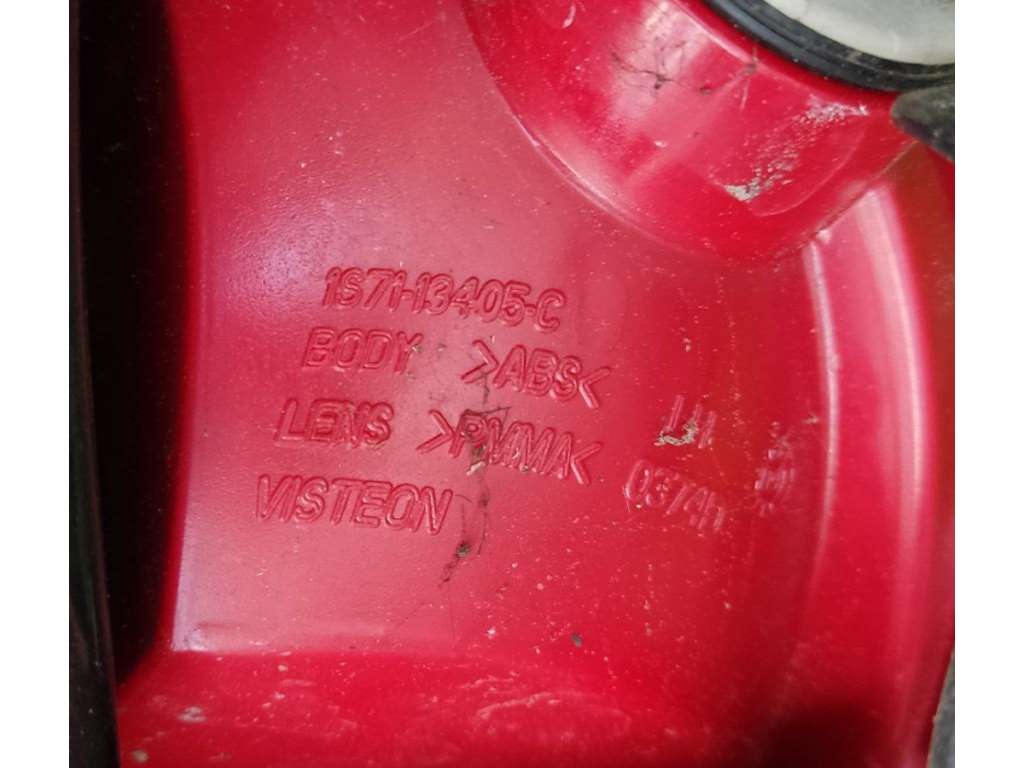 1S71-13405-C
BODY >ABS<
LENS >PMMA<
VISTEON
LH